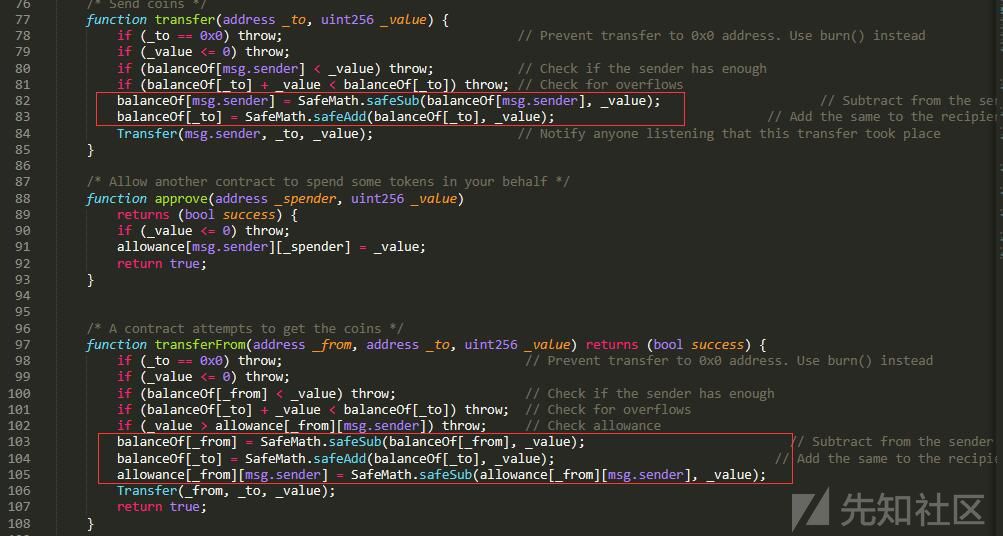 76 /* Send coins */
77 function transfer(address _to, uint256 _value) {
78 if (_to == 0x0) throw; // Prevent transfer to 0x0 address. Use burn() instead
79 if (_value <= 0) throw;
80 if (balanceOf[msg.sender] < _value) throw; // Check if the sender has enough
81 if (balanceOf[_to] + _value < balanceOf[_to]) throw; // Check for overflows
82 balanceOf[msg.sender] = SafeMath.safeSub(balanceOf[msg.sender], _value); // Subtract from the
83 balanceOf[_to] = SafeMath.safeAdd(balanceOf[_to], _value); // Add the same to the
84 Transfer(msg.sender, _to, _value); // Notify anyone listening that this transfer took place
85 }
86
87 /* Allow another contract to spend some tokens in your behalf */
88 function approve(address _spender, uint256 _value)
89 returns (bool success) {
90 if (_value <= 0) throw;
91 allowance[msg.sender][_spender] = _value;
92 return true;
93 }
94
95
96 /* A contract attempts to get the coins */
97 function transferFrom(address _from, address _to, uint256 _value) returns (bool success) {
98 if (_to == 0x0) throw; // Prevent transfer to 0x0 address. Use burn() instead
99 if (_value <= 0) throw;
100 if (balanceOf[_from] < _value) throw; // Check if the sender has enough
101 if (balanceOf[_to] + _value < balanceOf[_to]) throw; // Check for overflows
102 if (_value > allowance[_from][msg.sender]) throw; // Check allowance
103 balanceOf[_from] = SafeMath.safeSub(balanceOf[_from], _value); // Subtract from the sender
104 balanceOf[_to] = SafeMath.safeAdd(balanceOf[_to], _value); // Add the same to the
105 allowance[_from][msg.sender] = SafeMath.safeSub(allowance[_from][msg.sender], _value);
106 Transfer(_from, _to, _value);
107 return true;
108 }
先知社区